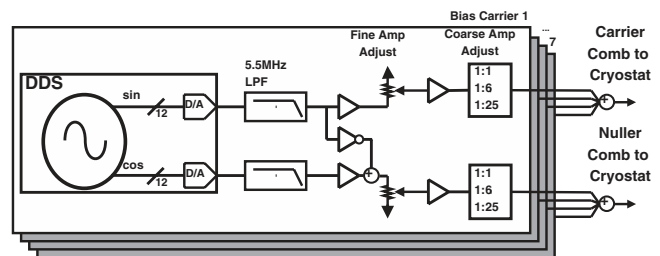 Bias Carrier 1
...
7
Fine Amp
Adjust
Coarse Amp
Adjust
Carrier
Comb to
Cryostat
5.5MHz
LPF
DDS
sin
12
D/A
1:1
1:6
1:25
+
cos
12
D/A
+
1:1
1:6
1:25
Nuller
Comb to
Cryostat
+